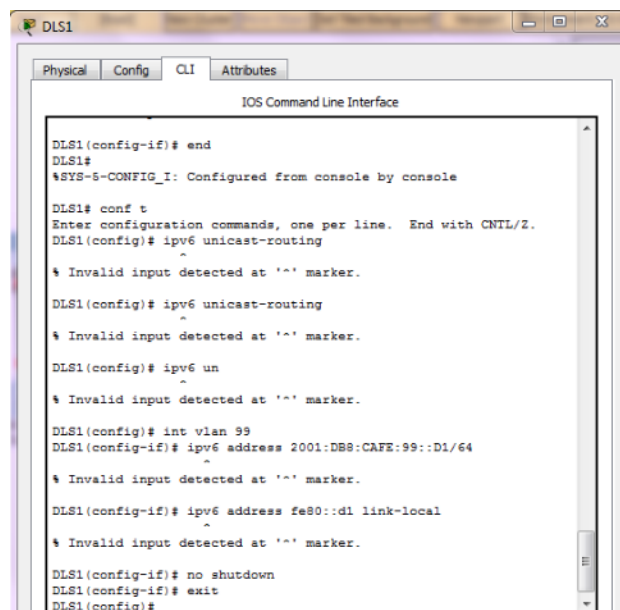 DLS1
Physical Config CLI Attributes
IOS Command Line Interface
DLS1(config-if)# end
DLS1#
%SYS-5-CONFIG_I: Configured from console by console
DLS1# conf t
Enter configuration commands, one per line. End with CNTL/Z.
DLS1(config)# ipv6 unicast-routing
^
% Invalid input detected at '^' marker.
DLS1(config)# ipv6 unicast-routing
^
% Invalid input detected at '^' marker.
DLS1(config)# ipv6 un
^
% Invalid input detected at '^' marker.
DLS1(config)# int vlan 99
DLS1(config-if)# ipv6 address 2001:DB8:CAFE:99::D1/64
^
% Invalid input detected at '^' marker.
DLS1(config-if)# ipv6 address fe80::d1 link-local
^
% Invalid input detected at '^' marker.
DLS1(config-if)# no shutdown
DLS1(config-if)# exit
DLS1(config)#